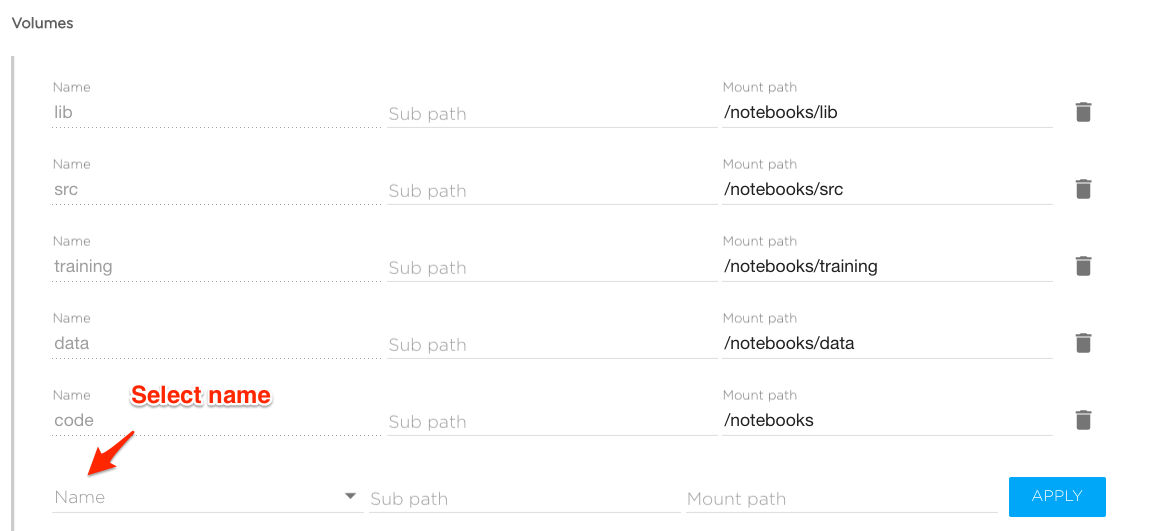 Volumes
Name
Mount path
lib
Sub path
/notebooks/lib
Name
Mount path
src
Sub path
/notebooks/src
Name
Mount path
training
Sub path
/notebooks/training
Name
Mount path
data
Sub path
/notebooks/data
Name
Mount path
Select name
code
Sub path
/notebooks
Name
Sub path
Mount path
APPLY